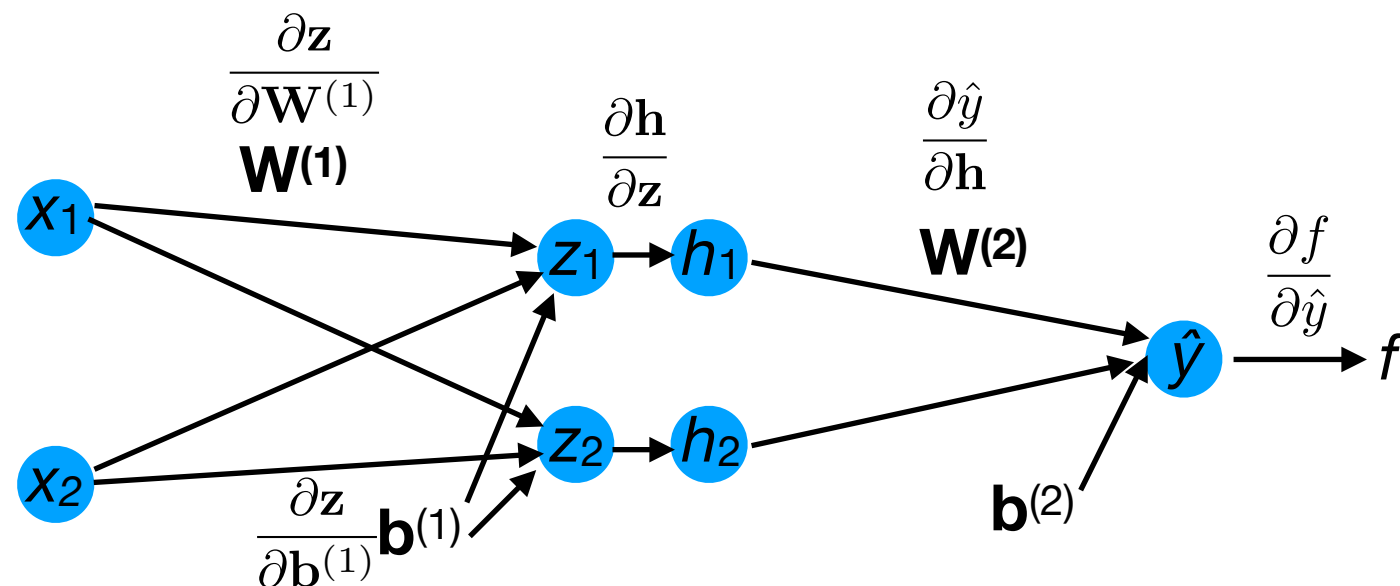 ∂𝐳
∂𝐖⁽¹⁾
W(1)
∂𝐡
∂𝐳
∂ŷ
∂𝐡
W(2)
∂f
∂ŷ
x1
z1
h1
ŷ
f
x2
z2
h2
∂𝐳
∂𝐛⁽¹⁾
b(1)
b(2)